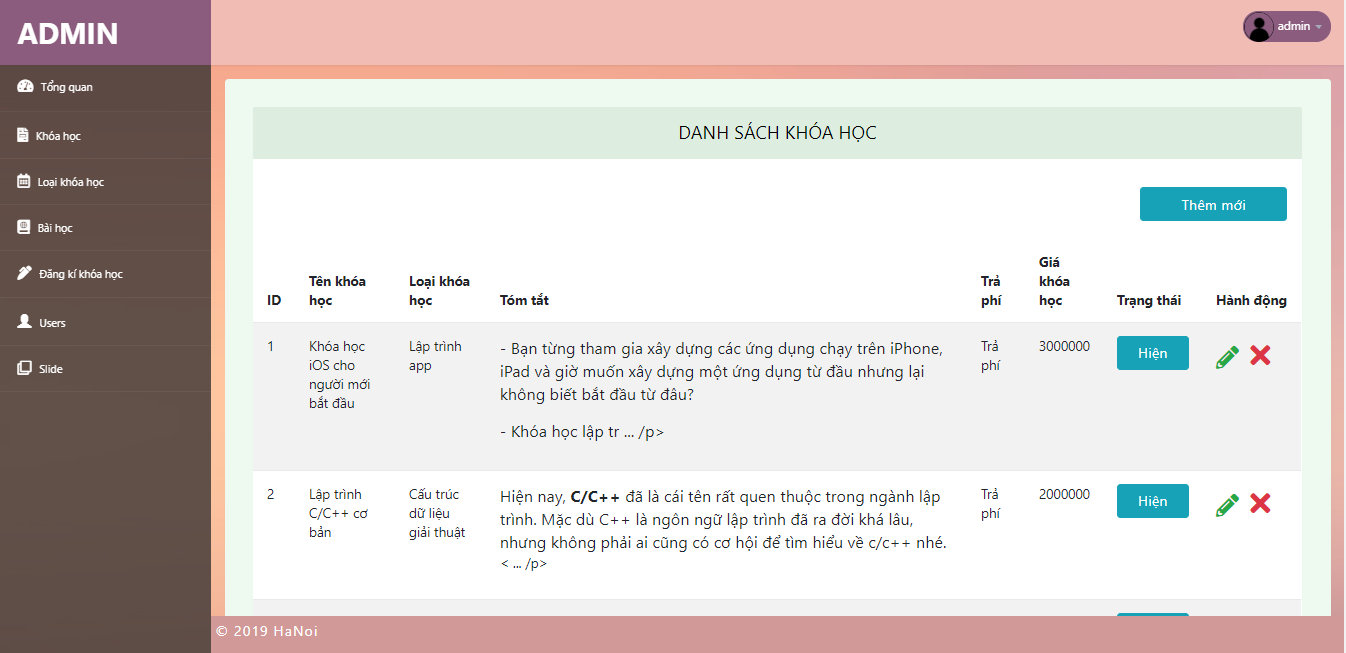 ADMIN
admin
Tổng quan
Khóa học
Loại khóa học
Bài học
Đăng kí khóa học
Users
Slide
DANH SÁCH KHÓA HỌC
Thêm mới
ID
Tên khóa
học
Loại khóa
học
Tóm tắt
Trả
phí
Giá
khóa
học
Trạng thái
Hành động
1
Khóa học
iOS cho
người mới
bắt đầu
Lập trình
app
- Bạn từng tham gia xây dựng các ứng dụng chạy trên iPhone,
iPad và giờ muốn xây dựng một ứng dụng từ đầu nhưng lại
không biết bắt đầu từ đâu?
- Khóa học lập tr ... /p>
Trả
phí
3000000
Hiện
2
Lập trình
C/C++ cơ
bản
Cấu trúc
dữ liệu
giải thuật
Hiện nay, C/C++ đã là cái tên rất quen thuộc trong ngành lập
trình. Mặc dù C++ là ngôn ngữ lập trình đã ra đời khá lâu,
nhưng không phải ai cũng có cơ hội để tìm hiểu về c/c++ nhé.
< ... /p>
Trả
phí
2000000
Hiện
© 2019 HaNoi